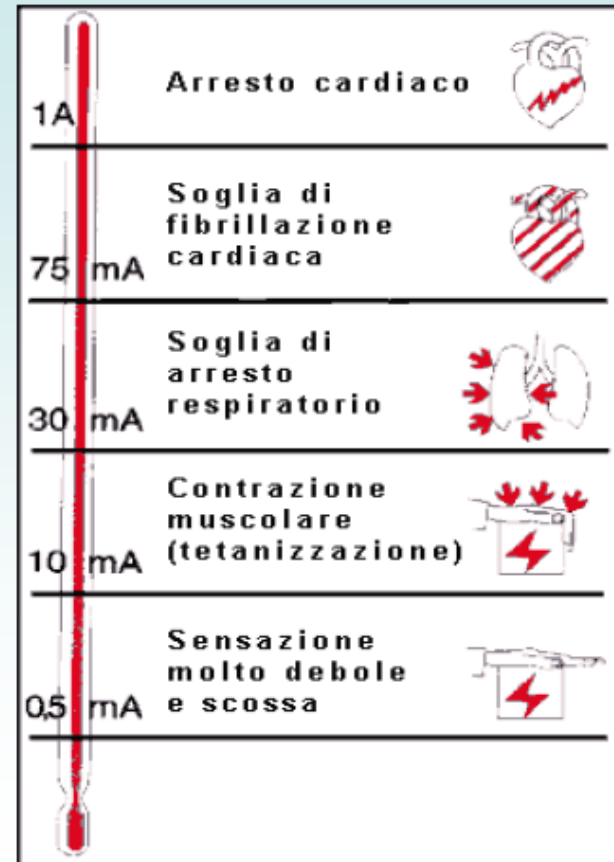 Arresto cardiaco
1A
Soglia di
fibrillazione
cardiaca
75 mA
Soglia di
arresto
respiratorio
30 mA
Contrazione
muscolare
(tetanizzazione)
10 mA
Sensazione
molto debole
e scossa
0,5 mA